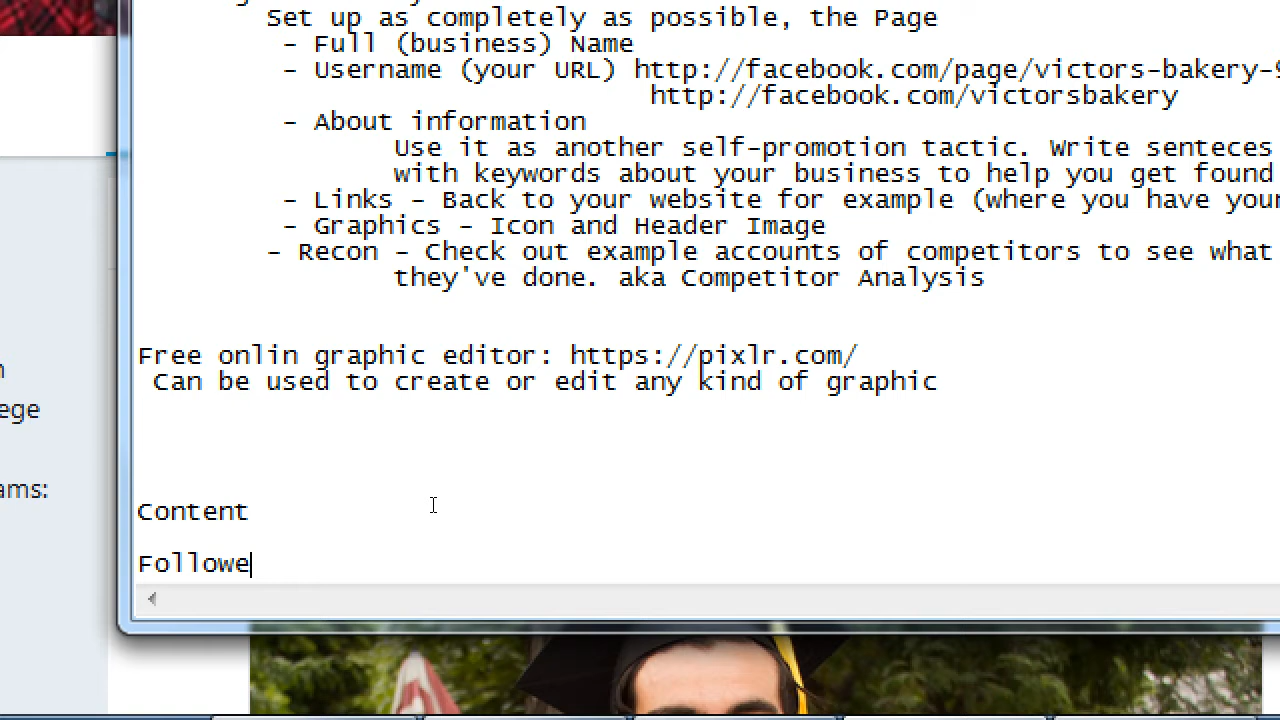 Set up as completely as possible, the Page
- Full (business) Name
- Username (your URL) http://facebook.com/page/victors-bakery-9
http://facebook.com/victorsbakery
- About information
Use it as another self-promotion tactic. Write senteces
with keywords about your business to help you get found
- Links - Back to your website for example (where you have your
- Graphics - Icon and Header Image
- Recon - Check out example accounts of competitors to see what
they've done. aka Competitor Analysis
Free onlin graphic editor: https://pixlr.com/
Can be used to create or edit any kind of graphic
ege
ams:
Content
Followe